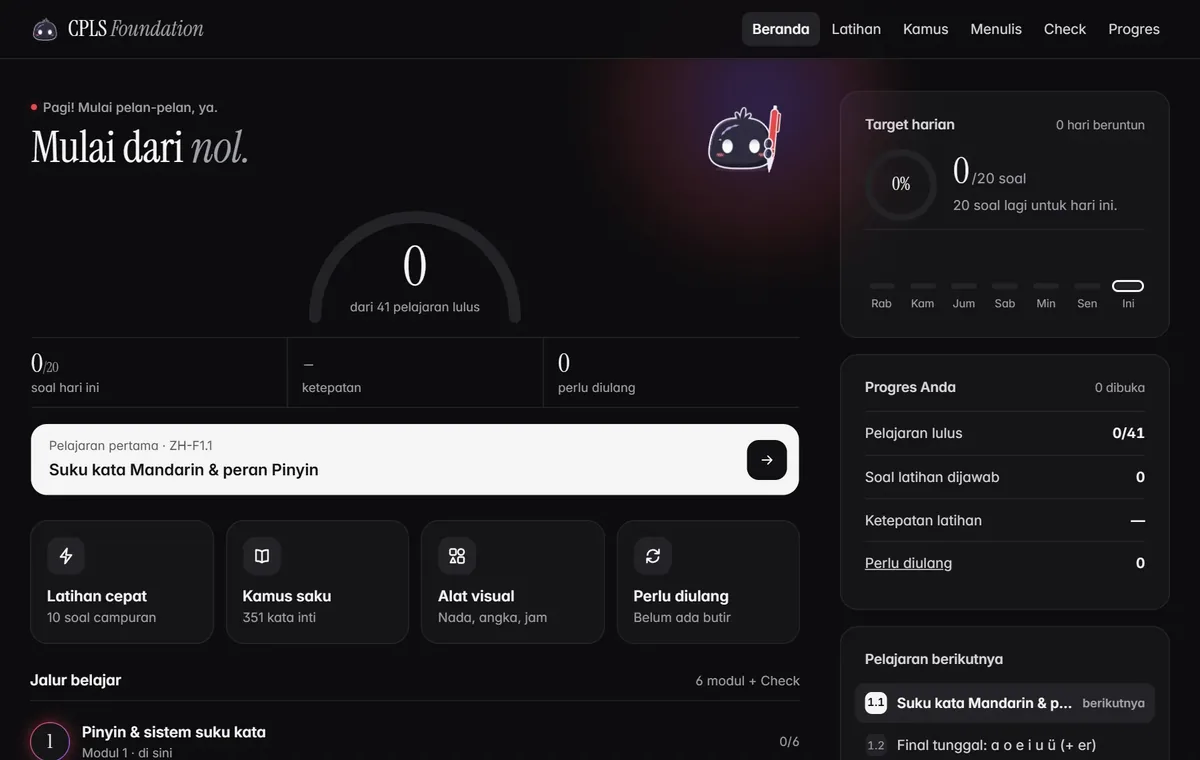 CPLS Foundation
Beranda
Latihan
Kamus
Menulis
Check
Progres
Pagi! Mulai pelan-pelan, ya.
Mulai dari nol.
0
dari 41 pelajaran lulus
0/20
soal hari ini
–
ketepatan
0
perlu diulang
Pelajaran pertama · ZH-F1.1
Suku kata Mandarin & peran Pinyin
Latihan cepat
10 soal campuran
Kamus saku
351 kata inti
Alat visual
Nada, angka, jam
Perlu diulang
Belum ada butir
Jalur belajar
6 modul + Check
1
Pinyin & sistem suku kata
Modul 1 · di sini
0/6
Target harian
0 hari beruntun
0%
0/20 soal
20 soal lagi untuk hari ini.
Rab Kam Jum Sab Min Sen Ini
Progres Anda
0 dibuka
Pelajaran lulus
0/41
Soal latihan dijawab
0
Ketepatan latihan
—
Perlu diulang
0
Pelajaran berikutnya
1.1 Suku kata Mandarin & p... berikutnya
1.2 Final tunggal: a o e i u ü (+ er)